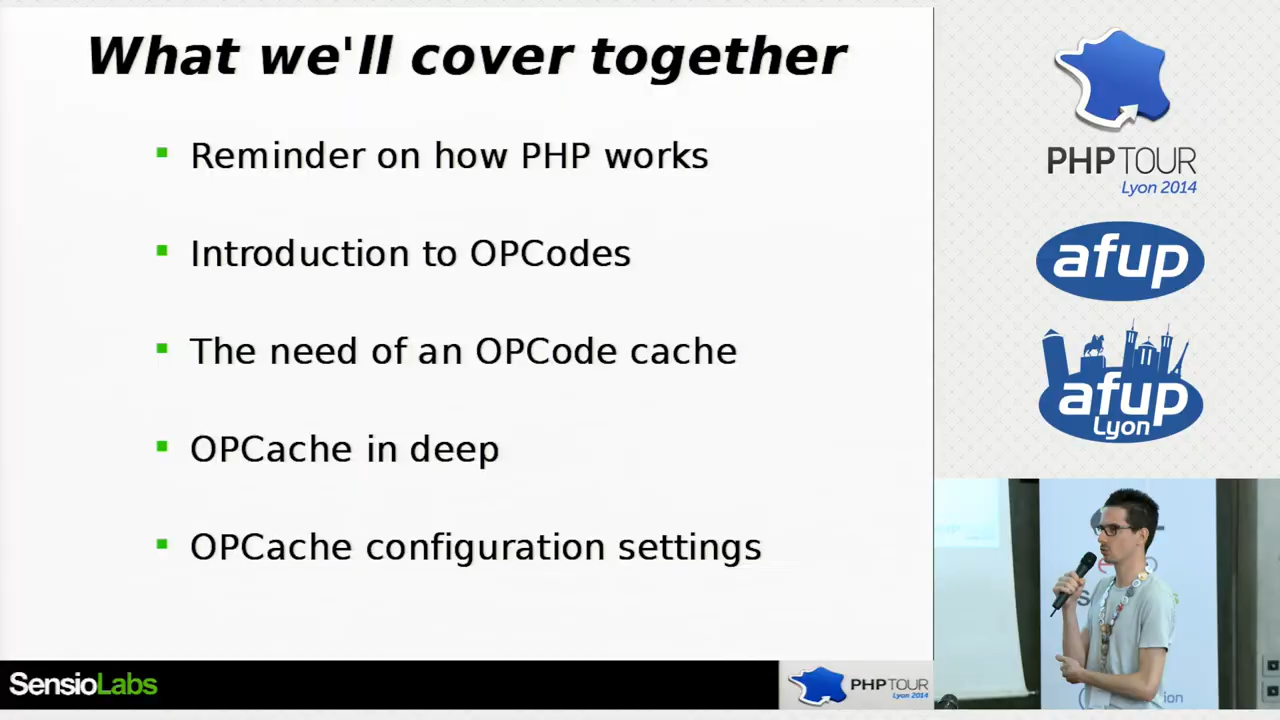 What we'll cover together
Reminder on how PHP works
Introduction to OPCodes
The need of an OPCode cache
OPCache in deep
OPCache configuration settings
SensioLabs
PHPTOUR
Lyon 2014
PHPTOUR
Lyon 2014
afup
afup
Lyon
ion